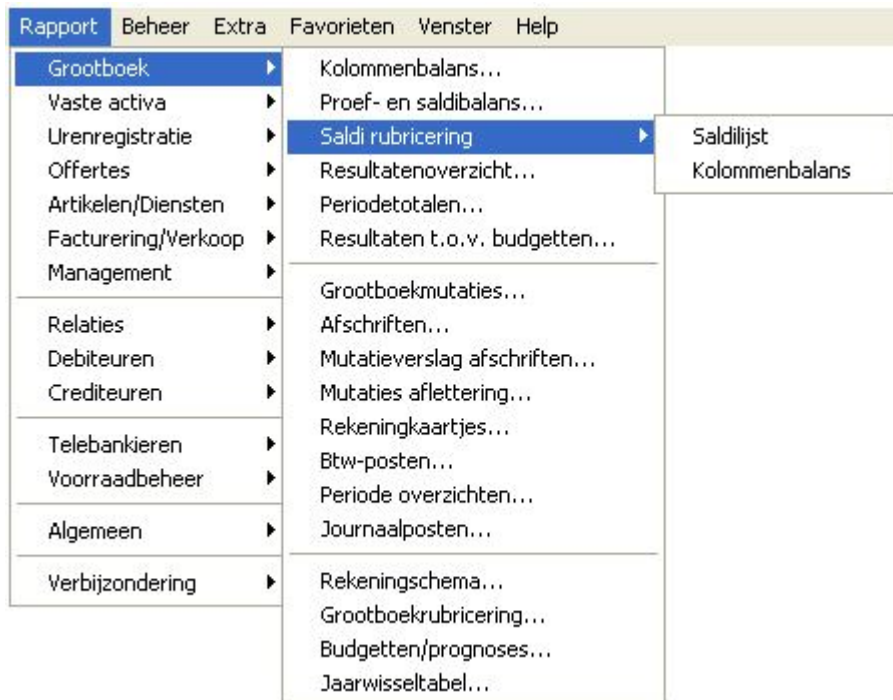 Rapport Beheer Extra Favorieten Venster Help
Grootboek
Vaste activa
Urenregistratie
Offertes
Artikelen/Diensten
Facturering/Verkoop
Management
Relaties
Debiteuren
Crediteuren
Telebankieren
Voorraadbeheer
Algemeen
Verbijzondering
Kolommenbalans...
Proef- en saldibalans...
Saldi rubricering
Resultatenoverzicht...
Periodetotalen...
Resultaten t.o.v. budgetten...
Grootboekmutaties...
Afschriften...
Mutatieverslag afschriften...
Mutaties aflettering...
Rekeningkaartjes...
Btw-posten...
Periode overzichten...
Journaalposten...
Rekeningschema...
Grootboekrubricering...
Budgetten/prognoses...
Jaarwisseltabel...
Saldilijst
Kolommenbalans